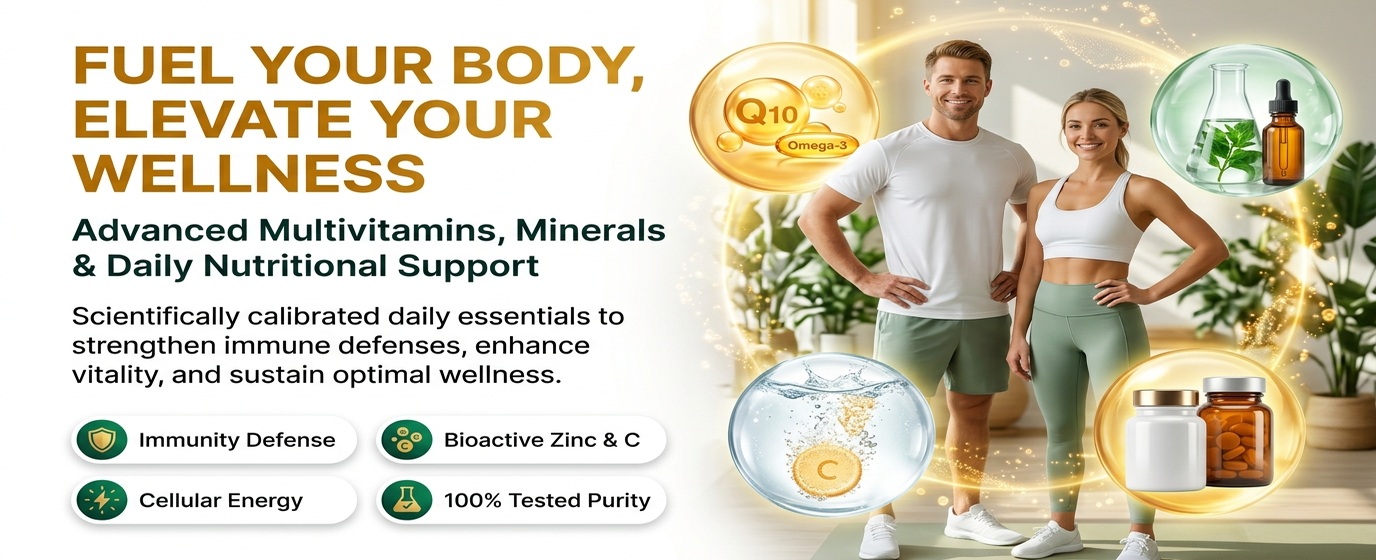 FUEL YOUR BODY,
ELEVATE YOUR
WELLNESS
Advanced Multivitamins, Minerals
& Daily Nutritional Support
Scientifically calibrated daily essentials to
strengthen immune defenses, enhance
vitality, and sustain optimal wellness.
Immunity Defense
Bioactive Zinc & C
Cellular Energy
100% Tested Purity
Q10
Omega-3
C